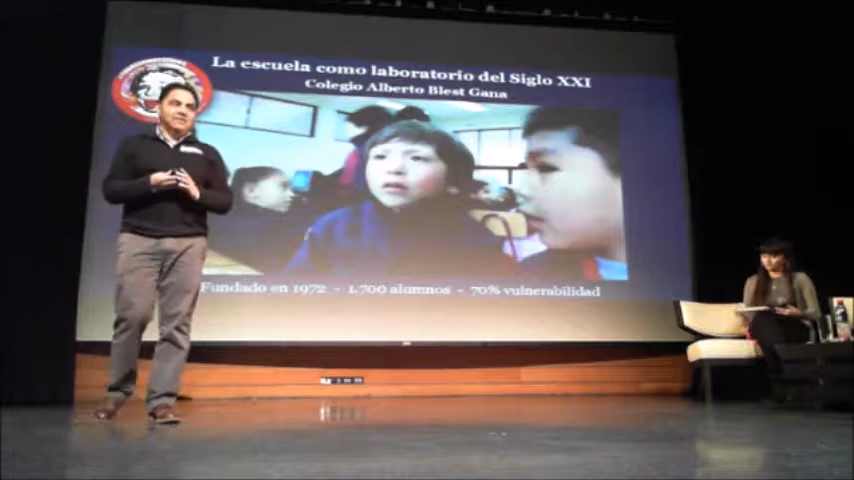 La escuela como laboratorio del Siglo XXI
Colegio Alberto Blest Gana
Fundado en 1972 - 1.700 alumnos - 70% vulnerabilidad